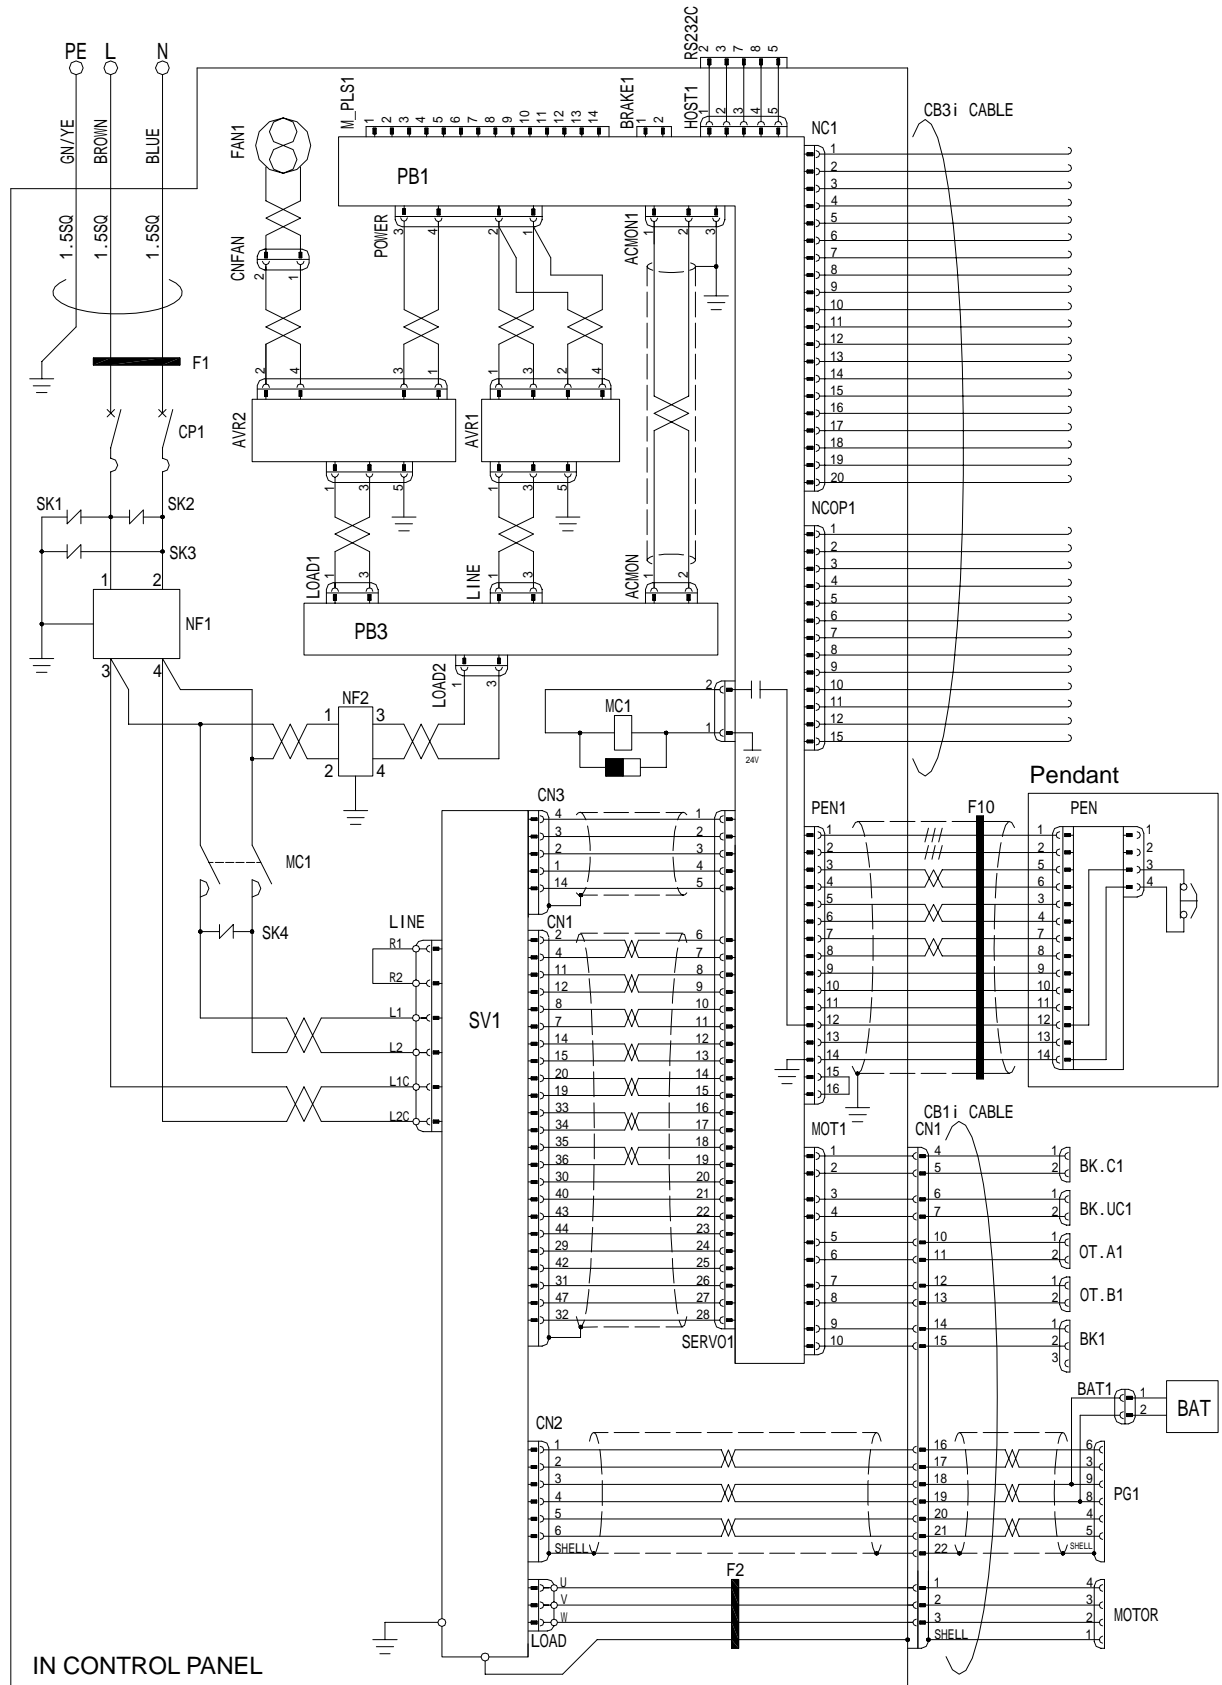 PE L N
GN/YE
BROWN
BLUE
1.5SQ
1.5SQ
1.5SQ
F1
CP1
SK1
SK2
SK3
1 2
NF1
3 4
FAN1
CNFAN
2 1
2 4 3 1
AVR2
1 3 5
M_PLS1
1 2 3 4 5 6 7 8 9 10 11 12 13 14
BRAKE1
1 2
RS232C
2 3 7 8 5
HOST1
1 2 3 4 5
PB1
POWER
3 4 2 1
ACMON1
1 2 3
1 3 2 4
AVR1
1 3 5
LOAD1
1 3
LINE
1 3
ACMON
1 2
PB3
LOAD2
1 3
NF2
1 3
2 4
MC1
2
1
24V
MC1
SK4
NC1
1
2
3
4
5
6
7
8
9
10
11
12
13
14
15
16
17
18
19
20
CB3i CABLE
NCOP1
1
2
3
4
5
6
7
8
9
10
11
12
15
Pendant
PEN1
F10
PEN
1 1
2 2
3 5
4 6
5 3
6 4
7 7
8 8
9 9
10 10
11 11
12 12
13 13
14 14
15
16
1
2
3
4
CN3
4 1
3 2
2 3
1 4
14 5
CN1
2 6
4 7
11 8
12 9
8 10
7 11
14 12
15 13
20 14
19 15
33 16
34 17
35 18
36 19
30 20
40 21
43 22
44 23
29 24
42 25
31 26
47 27
32 28
SERVO1
LINE
R1
R2
L1
L2
L1C
L2C
SV1
CB1i CABLE
MOT1
CN1
1 4 1
2 5 2
BK.C1
3 6 1
4 7 2
BK.UC1
5 10 1
6 11 2
OT.A1
7 12 1
8 13 2
OT.B1
9 14 1
10 15 2
3
BK1
BAT1
1
2
BAT
CN2
1 16 6
2 17 3
3 18 9
4 19 8
5 20 4
6 21 5
SHELL 22 SHELL
PG1
F2
U 1 4
V 2 3
W 3 2
SHELL 1
LOAD
MOTOR
IN CONTROL PANEL